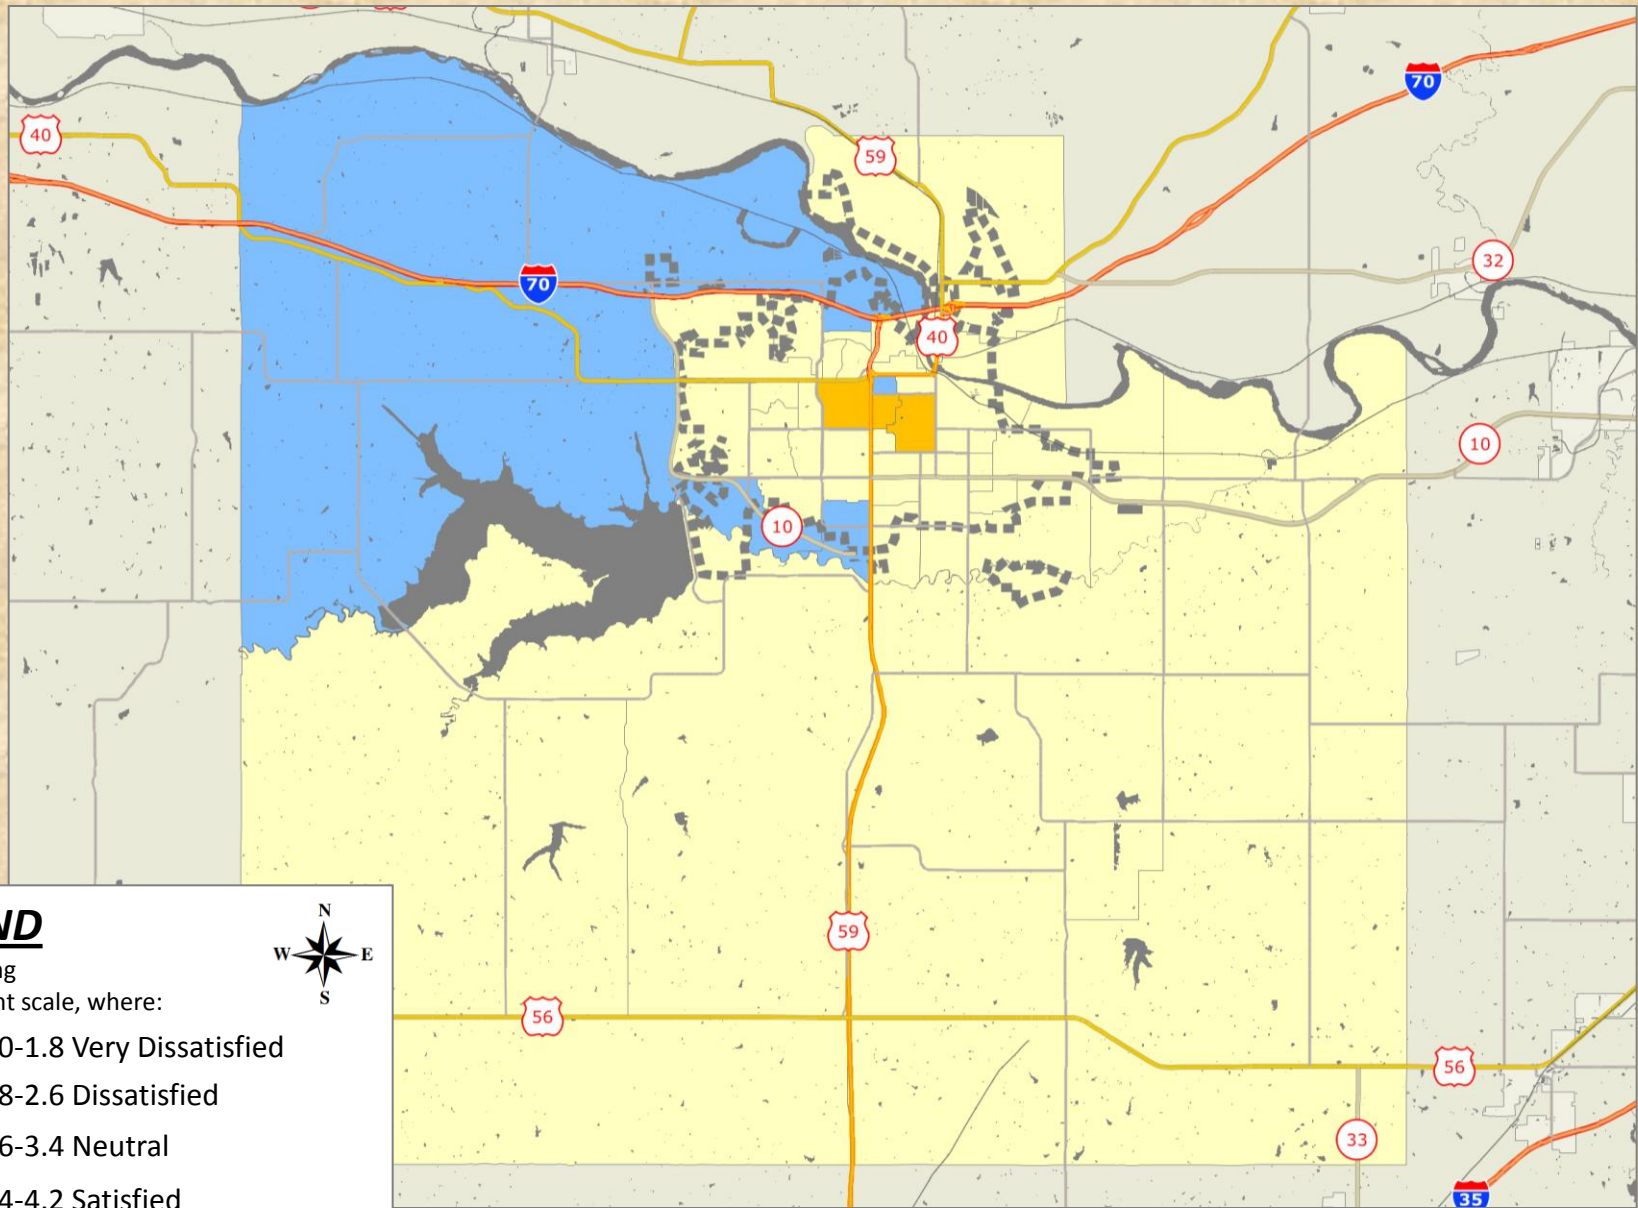 70
40
59
32
70
40
10
10
59
56
56
33
35
ND
N
W E
S
ng
nt scale, where:
0-1.8 Very Dissatisfied
8-2.6 Dissatisfied
6-3.4 Neutral
4-4.2 Satisfied